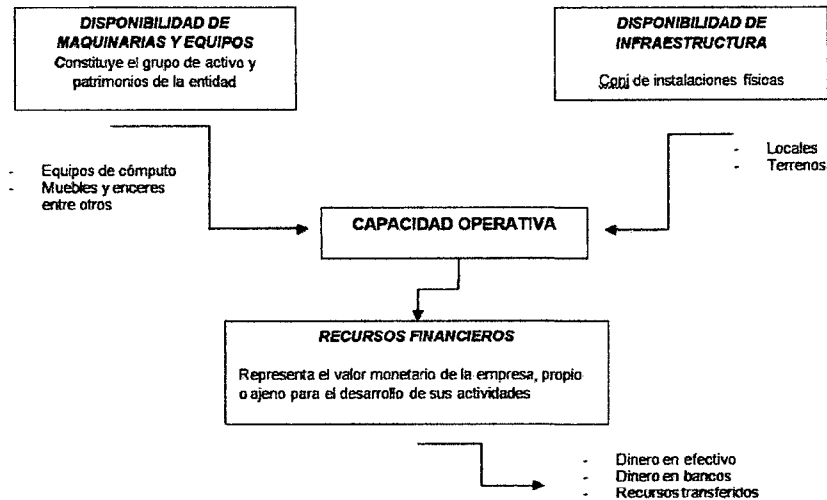 DISPONIBILIDAD DE
MAQUINARIAS Y EQUIPOS
Constituye el grupo de activo y
patrimonios de la entidad
DISPONIBILIDAD DE
INFRAESTRUCTURA
Conj de instalaciones físicas
- Equipos de cómputo
- Muebles y enceres
entre otros
- Locales
- Terrenos
CAPACIDAD OPERATIVA
RECURSOS FINANCIEROS
Representa el valor monetario de la empresa, propio
o ajeno para el desarrollo de sus actividades
- Dinero en efectivo
- Dinero en bancos
- Recursos transferidos